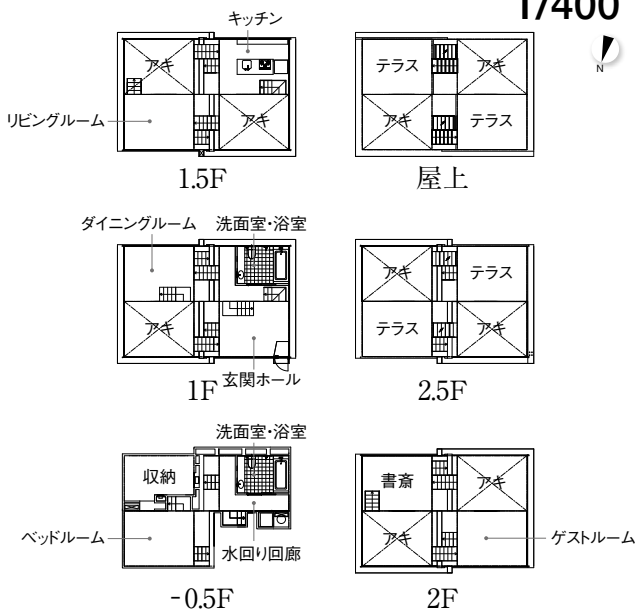 1/400
N
キッチン
アキ
リビングルーム
アキ
1.5F
テラス
アキ
アキ
テラス
屋上
ダイニングルーム
洗面室・浴室
アキ
玄関ホール
1F
アキ
テラス
テラス
アキ
2.5F
洗面室・浴室
収納
ベッドルーム
水回り回廊
-0.5F
書斎
アキ
アキ
ゲストルーム
2F